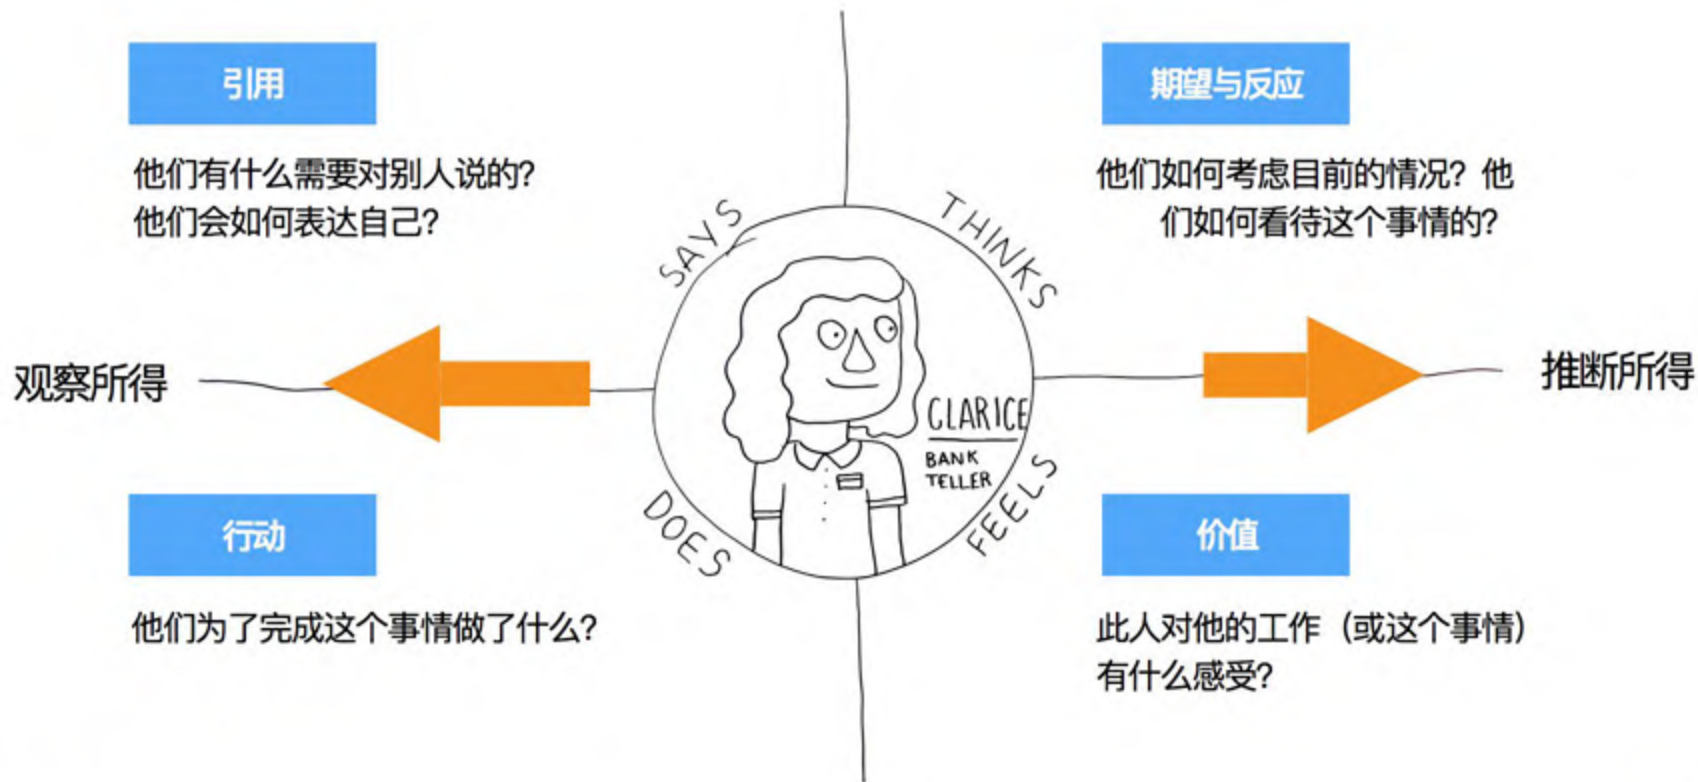 引用
他们有什么需要对别人说的？
他们会如何表达自己？
期望与反应
他们如何考虑目前的情况？他
们如何看待这个事情的？
SAYS
THINKS
观察所得
推断所得
CLARICE
BANK
TELLER
DOES
FEELS
行动
他们为了完成这个事情做了什么？
价值
此人对他的工作（或这个事情）
有什么感受？